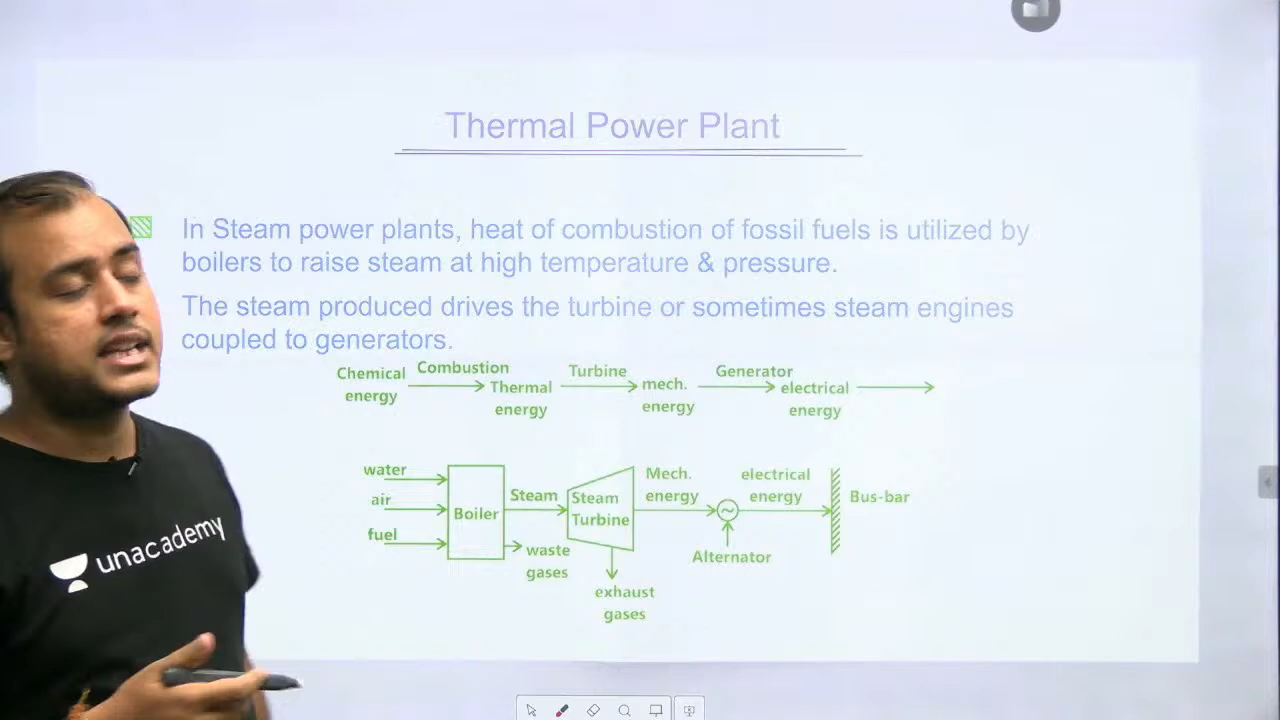 Thermal Power Plant
In Steam power plants, heat of combustion of fossil fuels is utilized by
boilers to raise steam at high temperature & pressure.
The steam produced drives the turbine or sometimes steam engines
coupled to generators.
Chemical energy
Combustion
Thermal energy
Turbine
mech. energy
Generator
electrical energy
water
air
fuel
Boiler
Steam
waste gases
Steam Turbine
exhaust gases
Mech. energy
Alternator
electrical energy
Bus-bar
unacademy